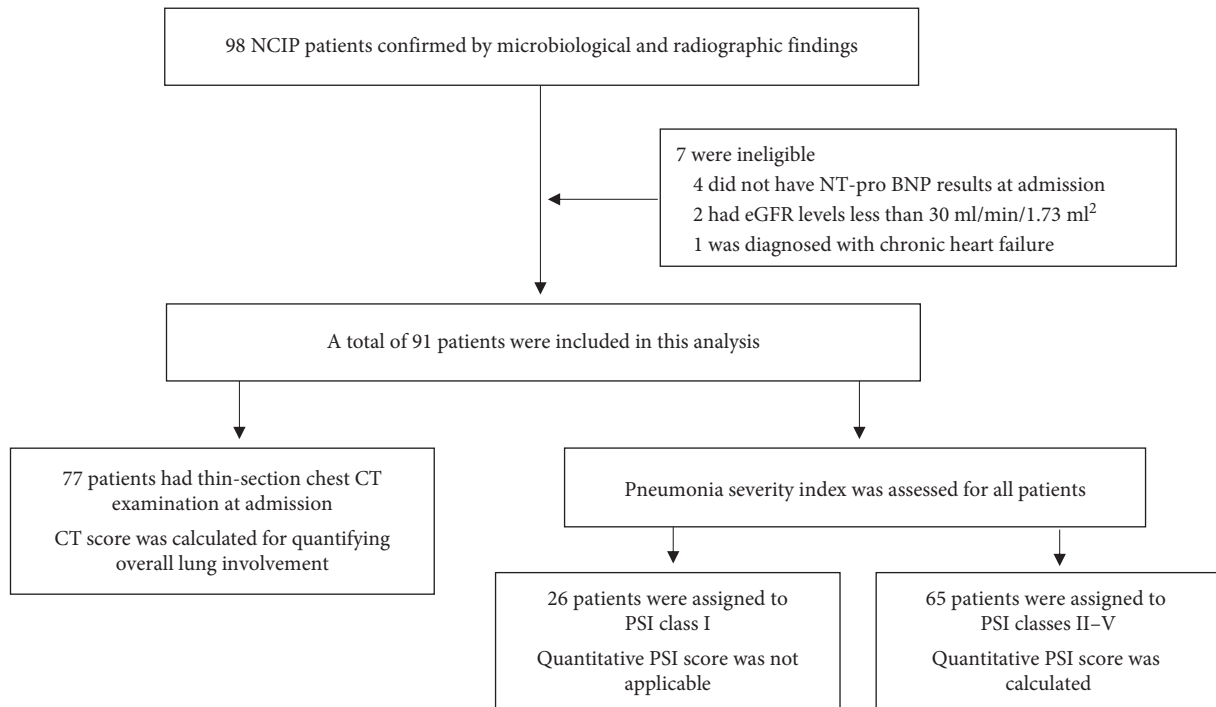 98 NCIP patients confirmed by microbiological and radiographic findings
7 were ineligible
4 did not have NT-pro BNP results at admission
2 had eGFR levels less than 30 ml/min/1.73 ml²
1 was diagnosed with chronic heart failure
A total of 91 patients were included in this analysis
77 patients had thin-section chest CT
examination at admission
CT score was calculated for quantifying
overall lung involvement
Pneumonia severity index was assessed for all patients
26 patients were assigned to
PSI class I
Quantitative PSI score was not
applicable
65 patients were assigned to
PSI classes II–V
Quantitative PSI score was
calculated